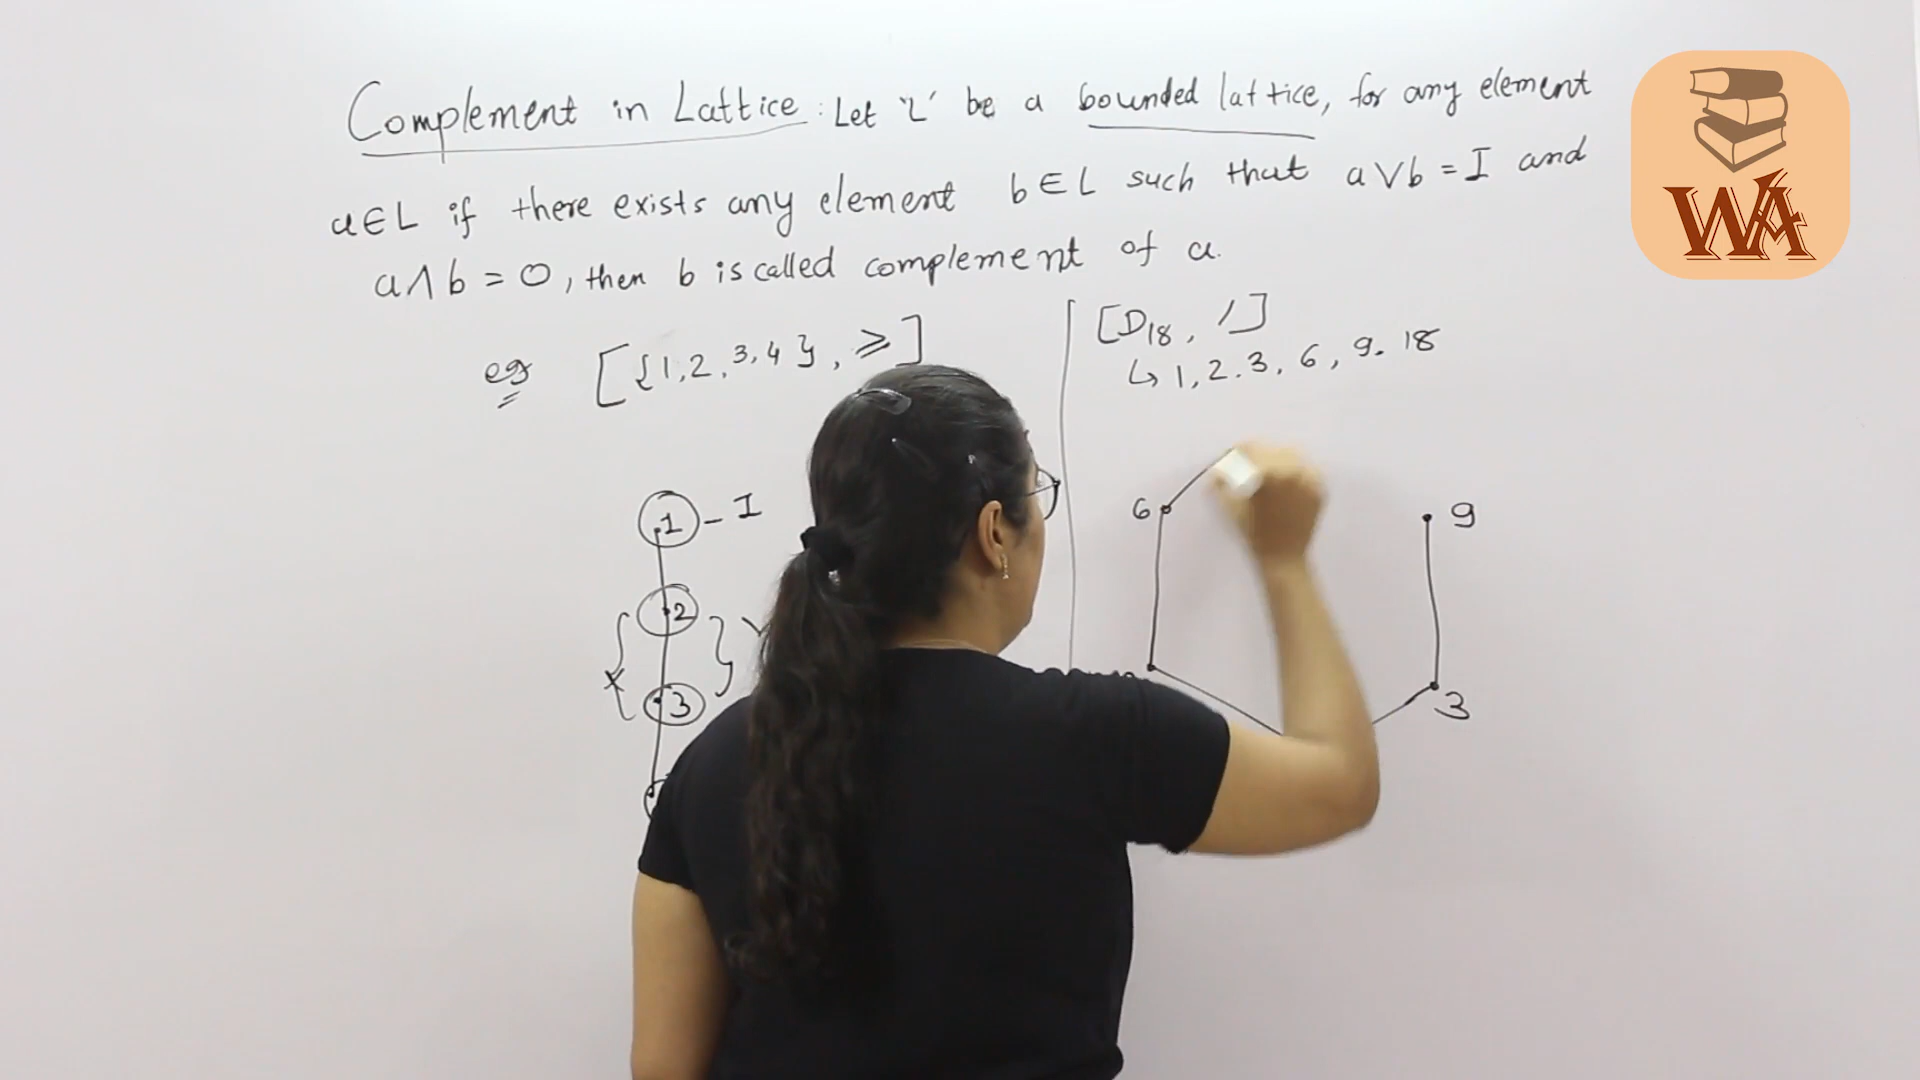 Complement in Lattice : Let 'L' be a bounded lattice, for any element
a∈L if there exists any element b∈L such that a∨b = I and
a∧b = 0, then b is called complement of a.
eg [{1,2,3,4}, ≥]
[D18, /]
↳ 1, 2, 3, 6, 9, 18
1 - I
2
3
6
9
3
WA